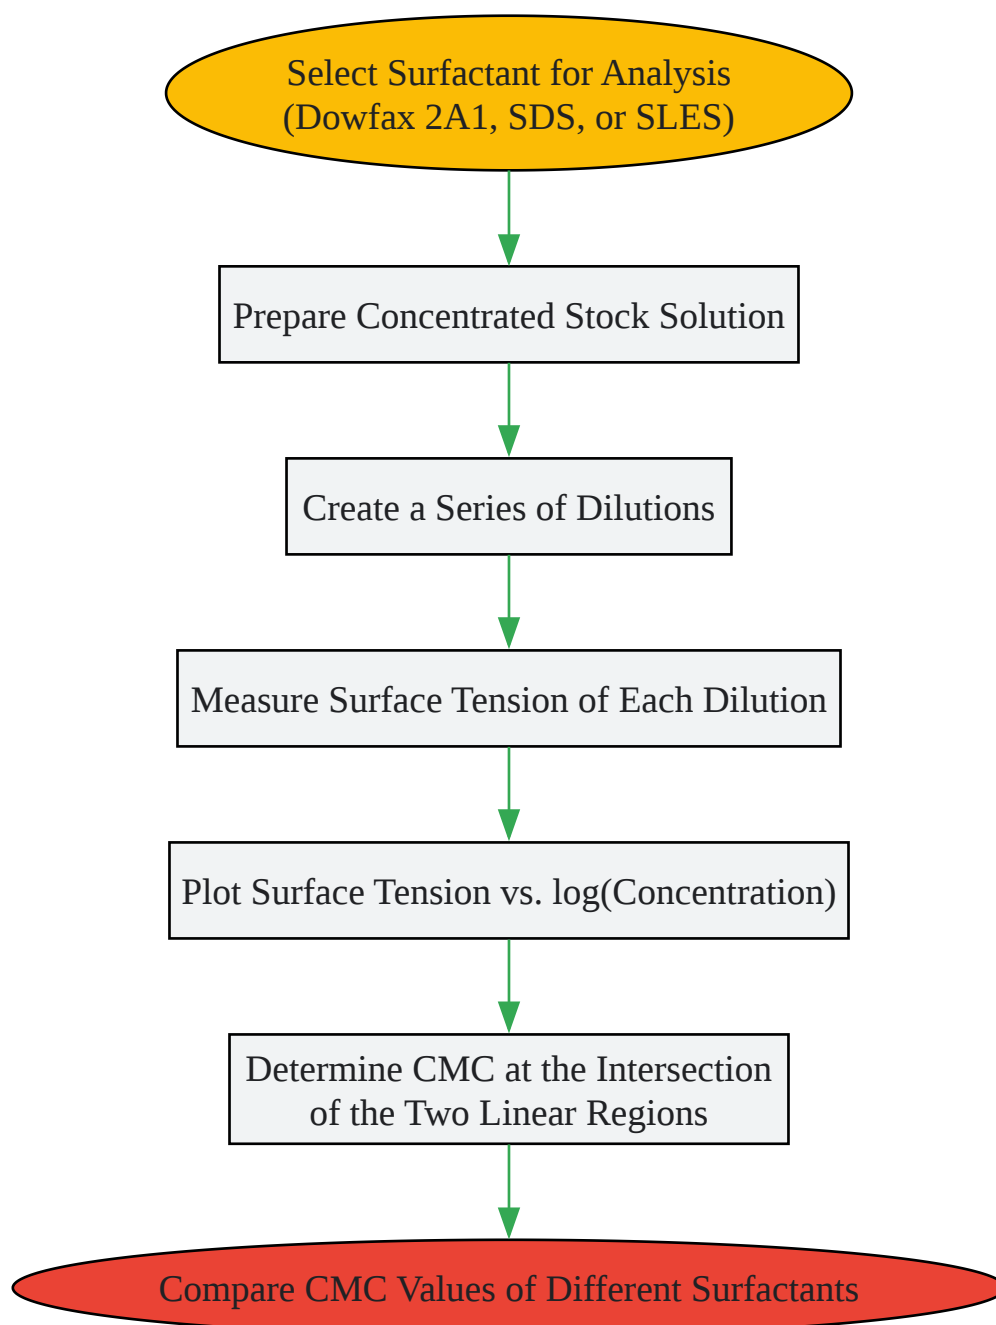 Select Surfactant for Analysis
(Dowfax 2A1, SDS, or SLES)
Prepare Concentrated Stock Solution
Create a Series of Dilutions
Measure Surface Tension of Each Dilution
Plot Surface Tension vs. log(Concentration)
Determine CMC at the Intersection
of the Two Linear Regions
Compare CMC Values of Different Surfactants